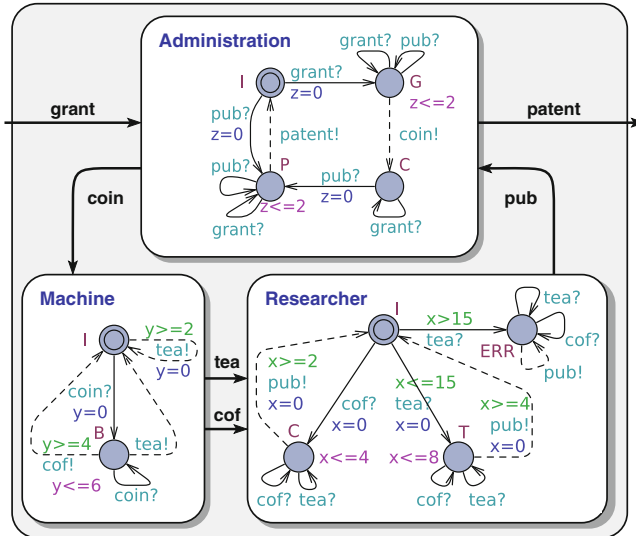 Administration
grant? pub?
I
grant?
G
z=0
z<=2
grant
patent
pub?
z=0
patent!
coin!
P
C
pub?
pub?
z=0
z<=2
grant?
grant?
coin
pub
Machine
Researcher
I
y>=2
tea!
y=0
coin?
y=0
B
y>=4
tea!
cof!
y<=6
coin?
tea
cof
I
x>15
tea?
tea?
cof?
ERR
pub!
x>=2
pub!
x=0
x<=15
cof?
tea?
x=0
x=0
x>=4
pub!
x=0
C
T
x<=4
x<=8
cof? tea?
cof? tea?